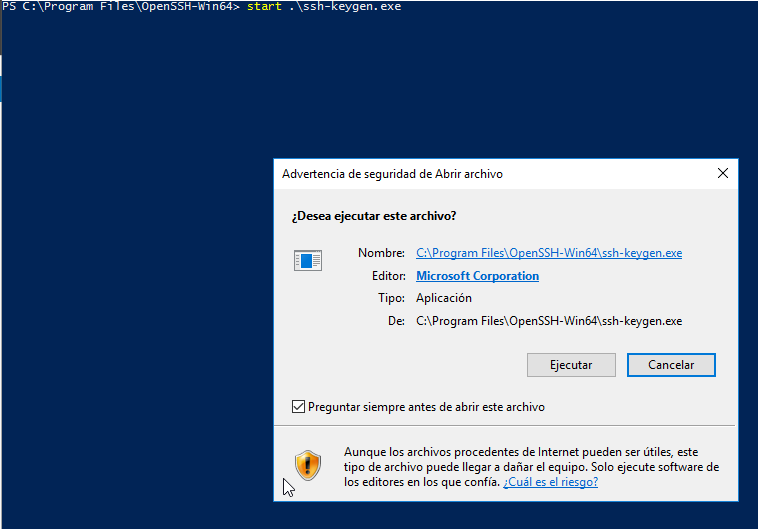 PS C:\Program Files\OpenSSH-Win64> start .\ssh-keygen.exe
Advertencia de seguridad de Abrir archivo
¿Desea ejecutar este archivo?
Nombre: C:\Program Files\OpenSSH-Win64\ssh-keygen.exe
Editor: Microsoft Corporation
Tipo: Aplicación
De: C:\Program Files\OpenSSH-Win64\ssh-keygen.exe
Ejecutar Cancelar
Preguntar siempre antes de abrir este archivo
Aunque los archivos procedentes de Internet pueden ser útiles, este
tipo de archivo puede llegar a dañar el equipo. Solo ejecute software de
los editores en los que confía. ¿Cuál es el riesgo?